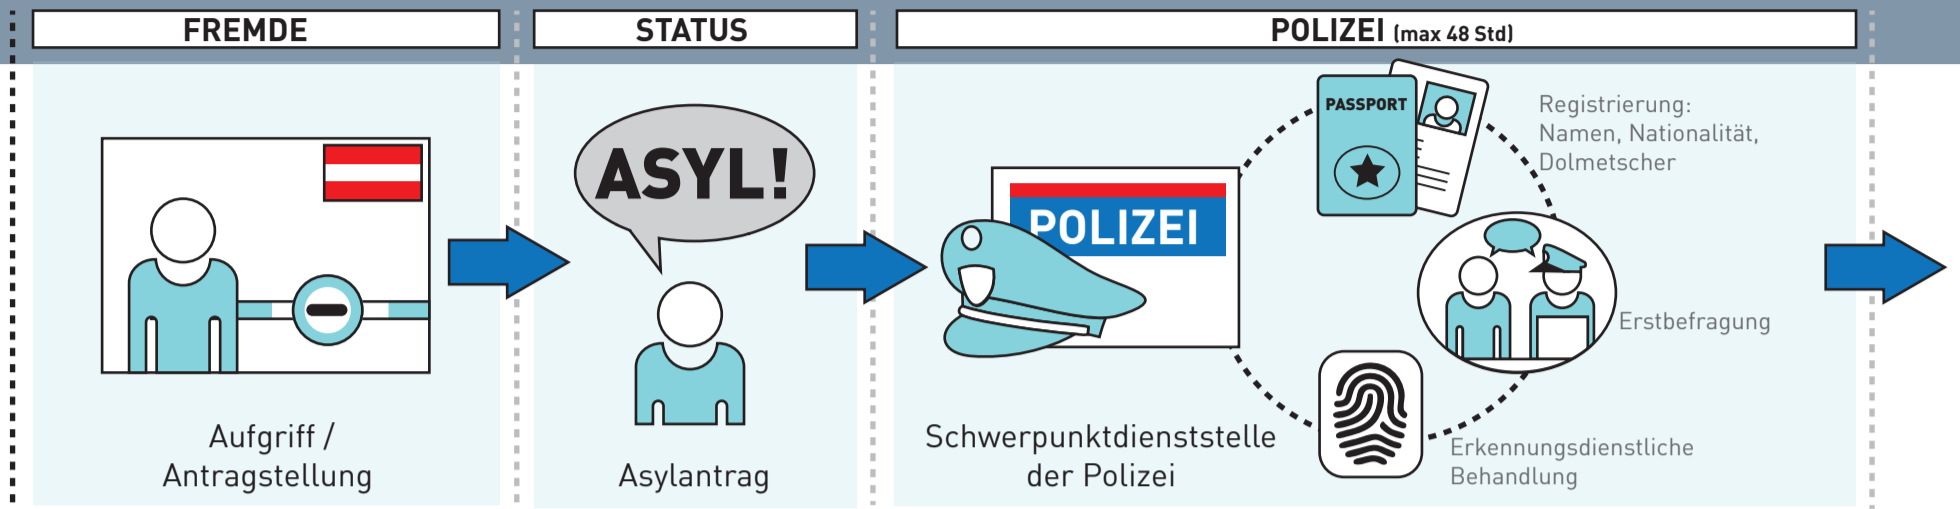 FREMDE
Aufgriff /
Antragstellung
STATUS
ASYL!
Asylantrag
POLIZEI (max 48 Std)
POLIZEI
Schwerpunktdienststelle
der Polizei
PASSPORT
Registrierung:
Namen, Nationalität,
Dolmetscher
Erstbefragung
Erkennungsdienstliche
Behandlung